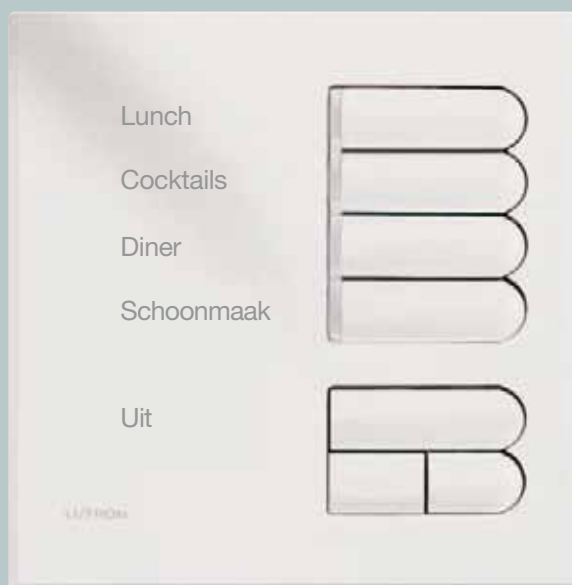 Lunch
Cocktails
Diner
Schoonmaak
Uit
LUTRON